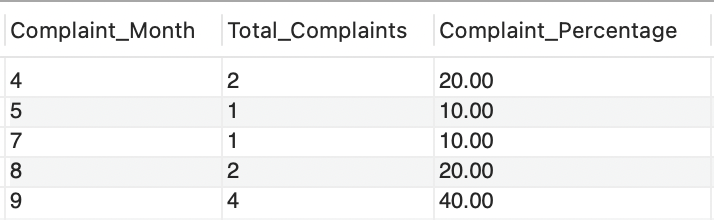 Complaint_Month Total_Complaints Complaint_Percentage
4 2 20.00
5 1 10.00
7 1 10.00
8 2 20.00
9 4 40.00